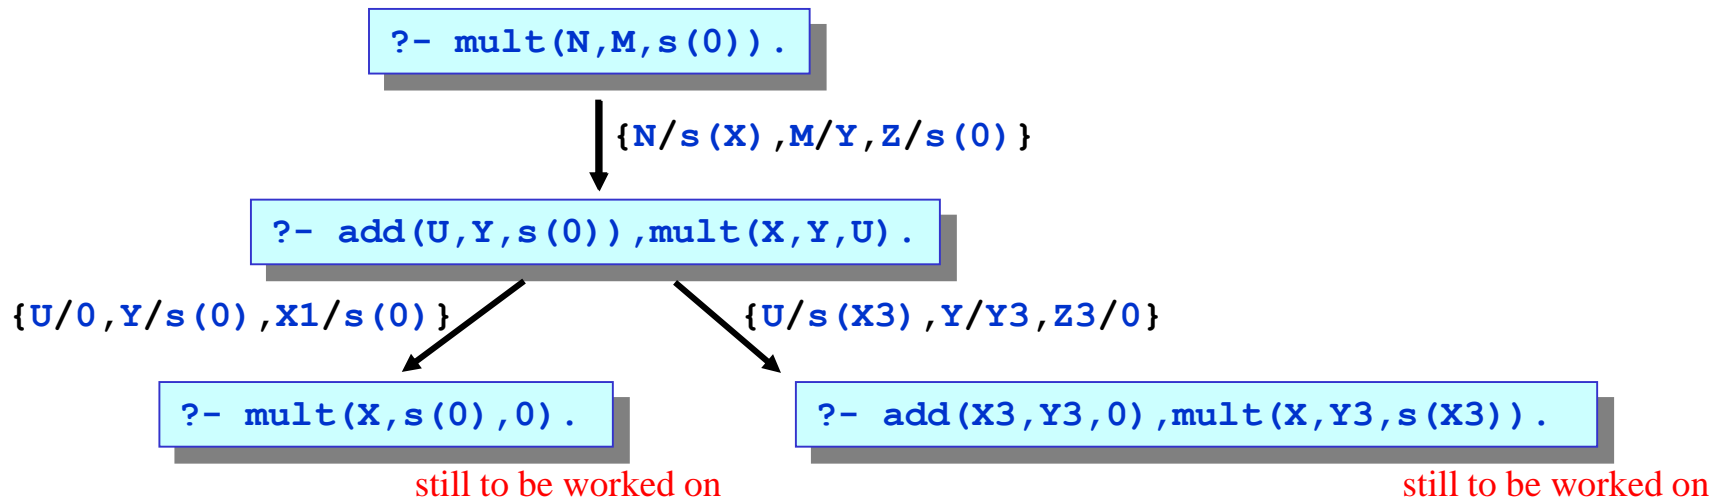 ?- mult(N,M,s(0)).
{N/s(X),M/Y,Z/s(0)}
?- add(U,Y,s(0)),mult(X,Y,U).
{U/0,Y/s(0),X1/s(0)}
{U/s(X3),Y/Y3,Z3/0}
?- mult(X,s(0),0).
?- add(X3,Y3,0),mult(X,Y3,s(X3)).
still to be worked on
still to be worked on